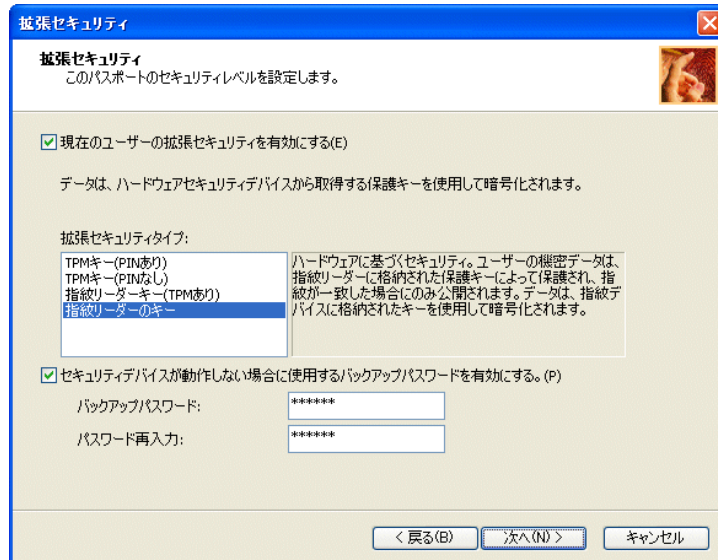 拡張セキュリティ
拡張セキュリティ
このパスポートのセキュリティレベルを設定します。
現在のユーザーの拡張セキュリティを有効にする(E)
データは、ハードウェアセキュリティデバイスから取得する保護キーを使用して暗号化されます。
拡張セキュリティタイプ:
TPMキー(PINあり)
TPMキー(PINなし)
指紋リーダーキー(TPMあり)
指紋リーダーのキー
ハードウェアに基づくセキュリティ。ユーザーの機密データは、
指紋リーダーに格納された保護キーによって保護され、指
紋が一致した場合にのみ公開されます。データは、指紋デ
バイスに格納されたキーを使用して暗号化されます。
セキュリティデバイスが動作しない場合に使用するバックアップパスワードを有効にする。(P)
バックアップパスワード: ******
パスワード再入力: ******
< 戻る(B) 次へ(N) > キャンセル